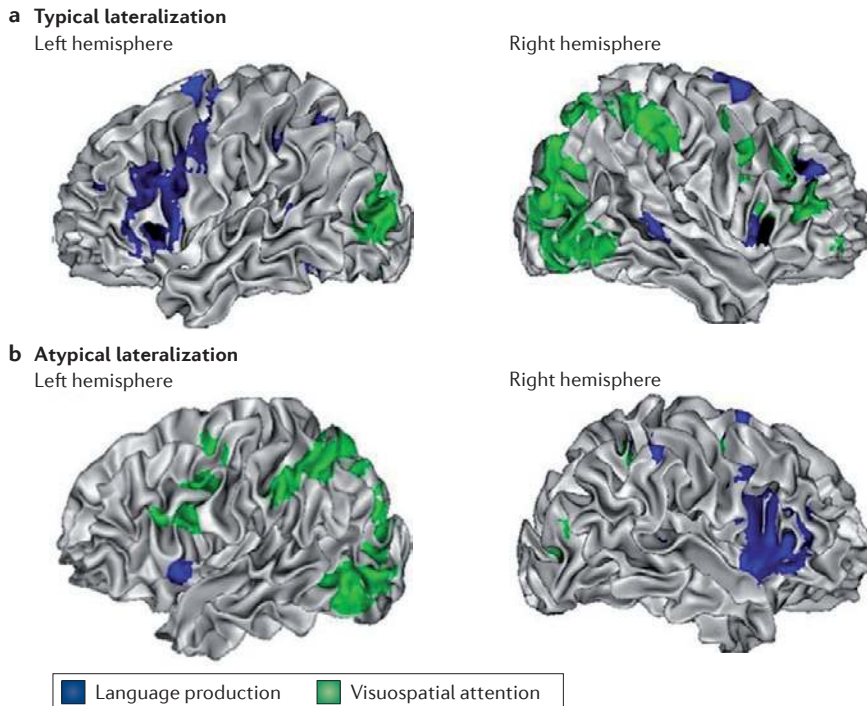 a Typical lateralization
Left hemisphere
Right hemisphere
b Atypical lateralization
Left hemisphere
Right hemisphere
Language production
Visuospatial attention